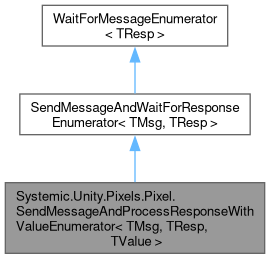 WaitForMessageEnumerator
< TResp >
SendMessageAndWaitForResponse
Enumerator< TMsg, TResp >
Systemic.Unity.Pixels.Pixel.
SendMessageAndProcessResponseWith
ValueEnumerator< TMsg, TResp,
TValue >